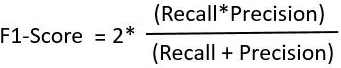 (Recall*Precision)
F1-Score = 2*
(Recall + Precision)